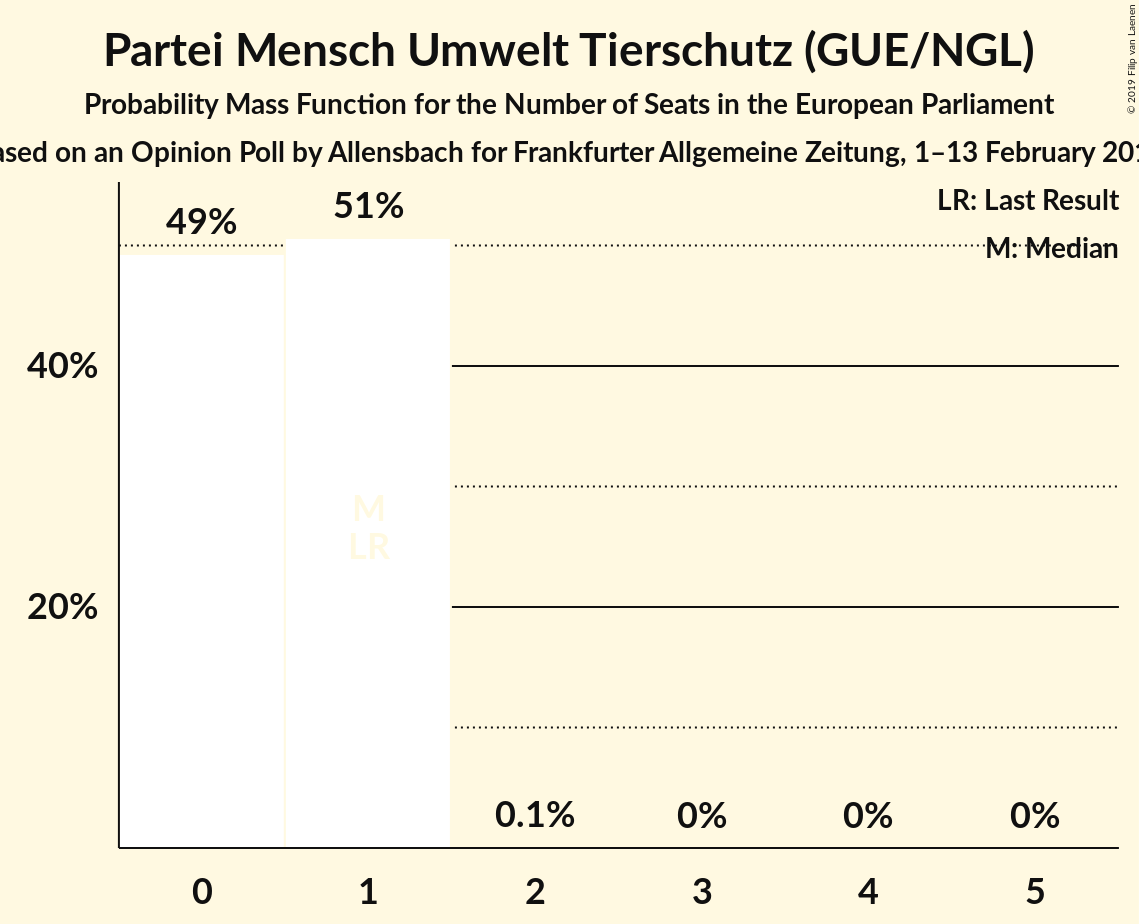 © 2019 Filip van Laenen
Partei Mensch Umwelt Tierschutz (GUE/NGL)
Probability Mass Function for the Number of Seats in the European Parliament
on an Opinion Poll by Allensbach for Frankfurter Allgemeine Zeitung, 1–13 February
LR: Last Result
M: Median
49%
51%
40%
20%
M
LR
0.1%
0%
0%
0%
0
1
2
3
4
5